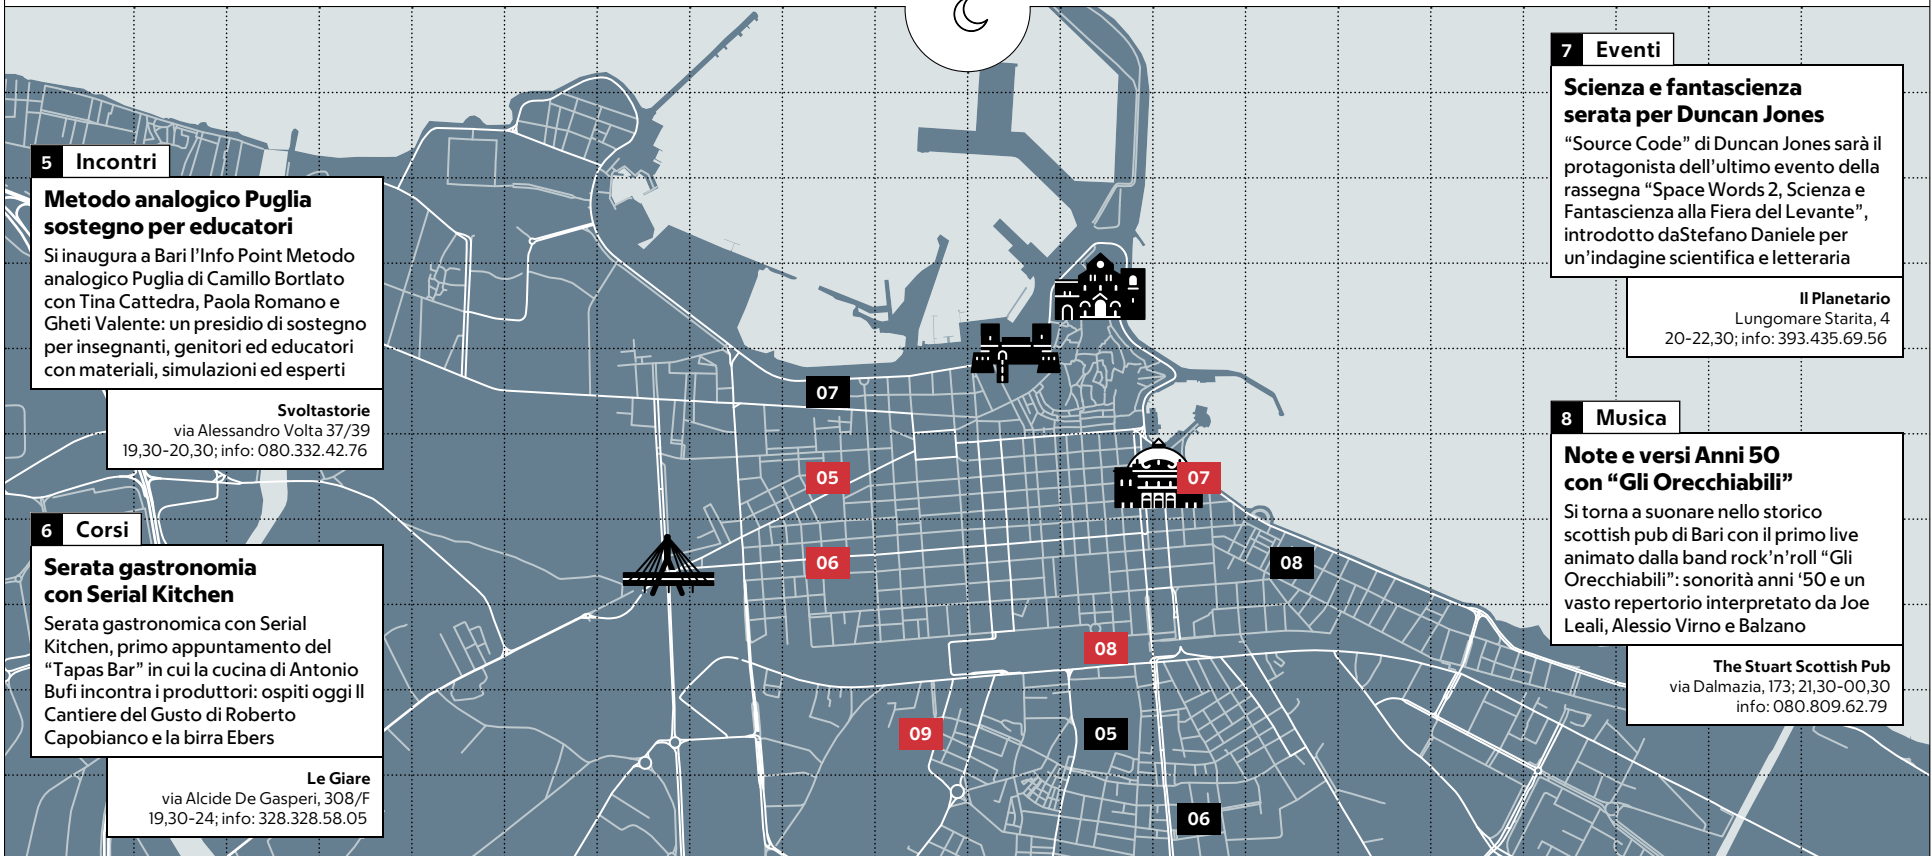 5 Incontri
Metodo analogico Puglia
sostegno per educatori
Si inaugura a Bari l’Info Point Metodo
analogico Puglia di Camillo Bortlato
con Tina Cattedra, Paola Romano e
Gheti Valente: un presidio di sostegno
per insegnanti, genitori ed educatori
con materiali, simulazioni ed esperti
Svoltastorie
via Alessandro Volta 37/39
19,30-20,30; info: 080.332.42.76
6 Corsi
Serata gastronomia
con Serial Kitchen
Serata gastronomica con Serial
Kitchen, primo appuntamento del
“Tapas Bar” in cui la cucina di Antonio
Bufi incontra i produttori: ospiti oggi Il
Cantiere del Gusto di Roberto
Capobianco e la birra Ebers
Le Giare
via Alcide De Gasperi, 308/F
19,30-24; info: 328.328.58.05
07
05
07
06
08
08
09
05
06
7 Eventi
Scienza e fantascienza
serata per Duncan Jones
“Source Code” di Duncan Jones sarà il
protagonista dell’ultimo evento della
rassegna “Space Words 2, Scienza e
Fantascienza alla Fiera del Levante”,
introdotto daStefano Daniele per
un’indagine scientifica e letteraria
Il Planetario
Lungomare Starita, 4
20-22,30; info: 393.435.69.56
8 Musica
Note e versi Anni 50
con “Gli Orecchiabili”
Si torna a suonare nello storico
scottish pub di Bari con il primo live
animato dalla band rock’n’roll “Gli
Orecchiabili”: sonorità anni ‘50 e un
vasto repertorio interpretato da Joe
Leali, Alessio Virno e Balzano
The Stuart Scottish Pub
via Dalmazia, 173; 21,30-00,30
info: 080.809.62.79